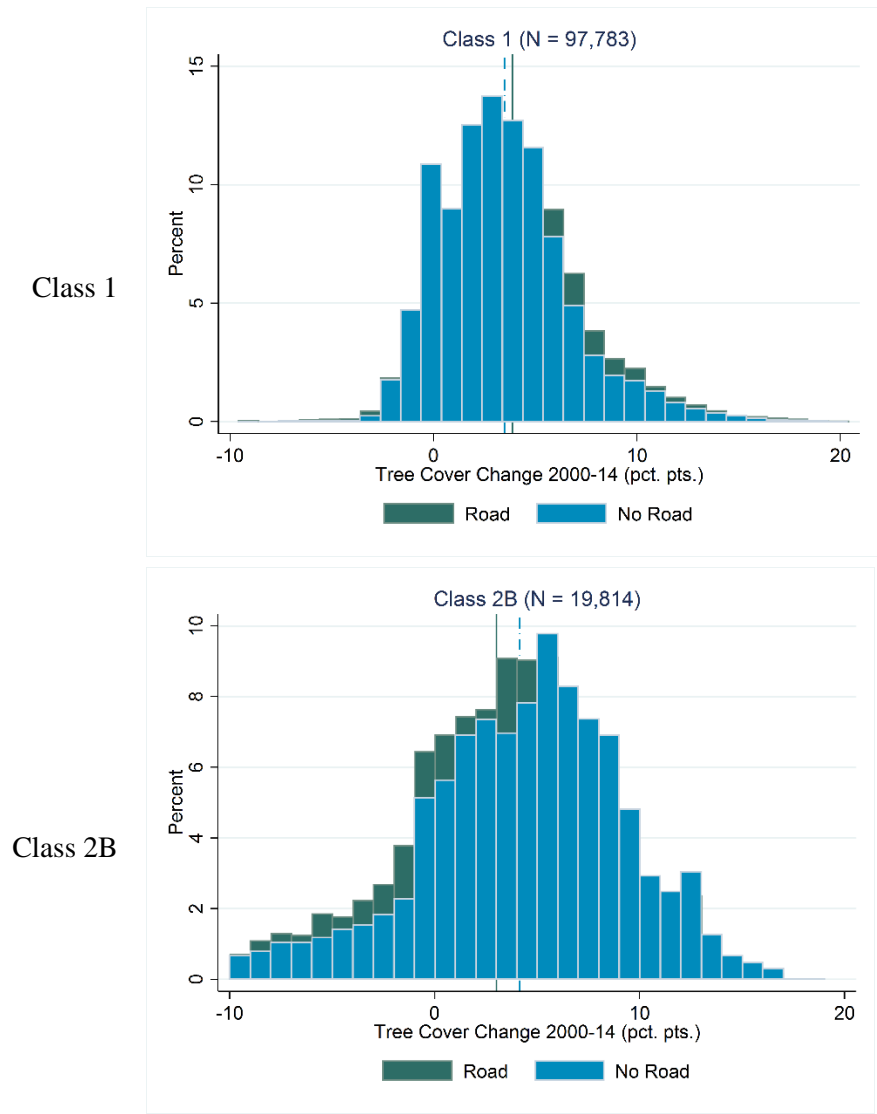 Class 1
Class 1 (N = 97,783)
Percent
15
10
5
0
-10 0 10 20
Tree Cover Change 2000-14 (pct. pts.)
Road No Road
Class 2B
Class 2B (N = 19,814)
Percent
10
8
6
4
2
0
-10 0 10 20
Tree Cover Change 2000-14 (pct. pts.)
Road No Road